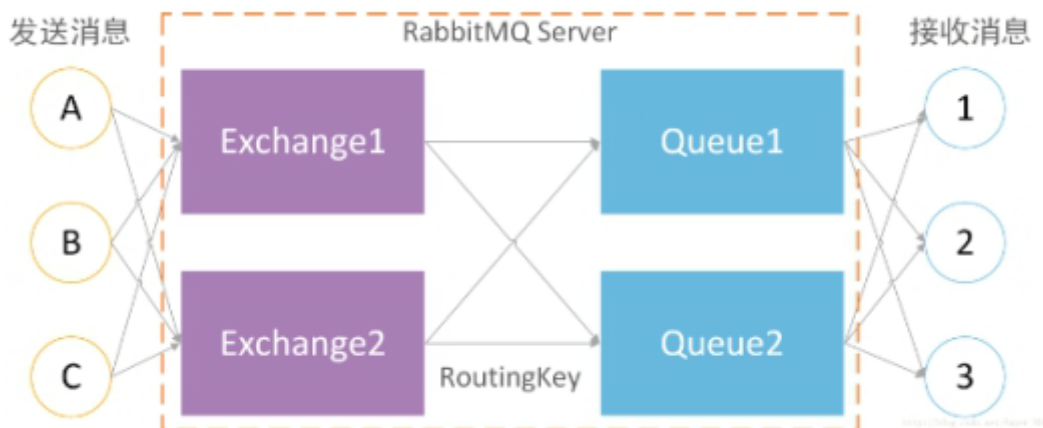 发送消息
RabbitMQ Server
接收消息
A
Exchange1
Queue1
1
B
2
Exchange2
Queue2
C
RoutingKey
3